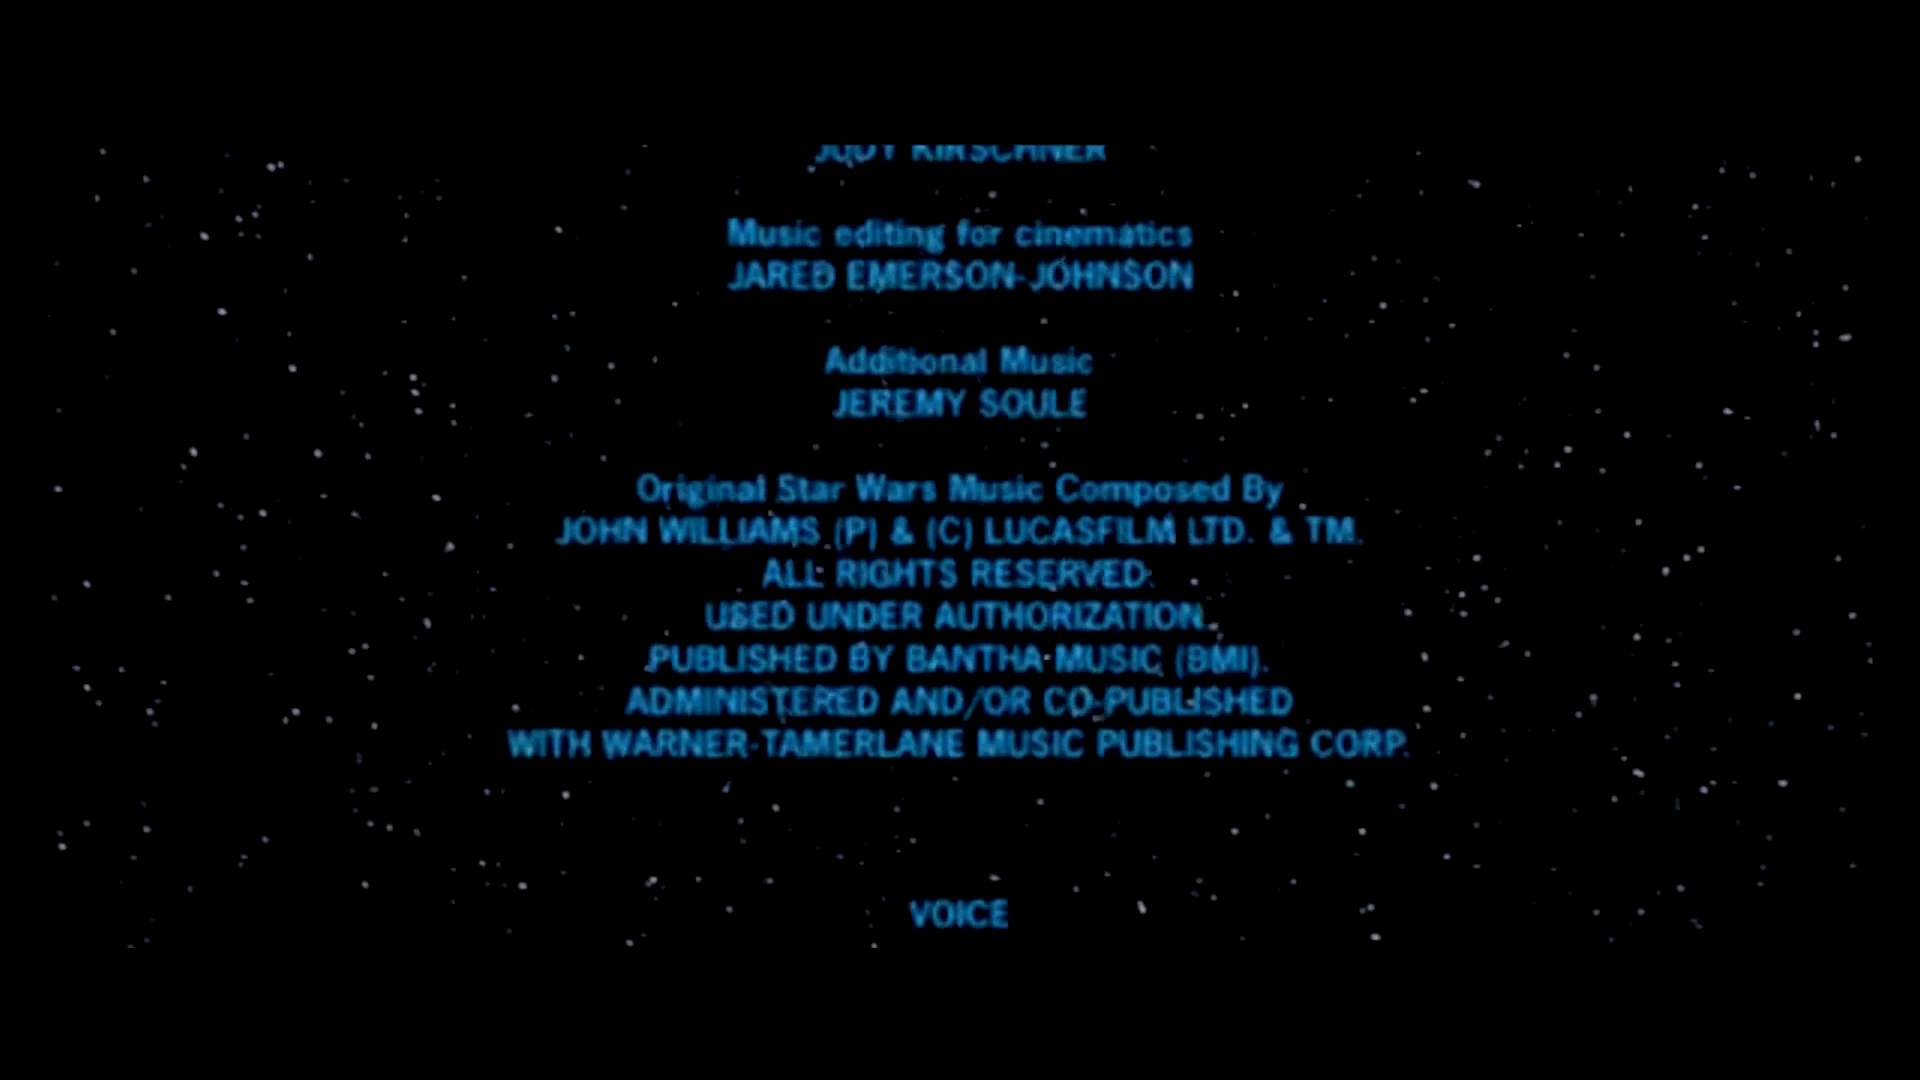 JUDY KIRSCHNER
Music editing for cinematics
JARED EMERSON-JOHNSON
Additional Music
JEREMY SOULE
Original Star Wars Music Composed By
JOHN WILLIAMS (P) & (C) LUCASFILM LTD. & TM.
ALL RIGHTS RESERVED.
USED UNDER AUTHORIZATION.
PUBLISHED BY BANTHA MUSIC (BMI).
ADMINISTERED AND/OR CO-PUBLISHED
WITH WARNER-TAMERLANE MUSIC PUBLISHING CORP.
VOICE